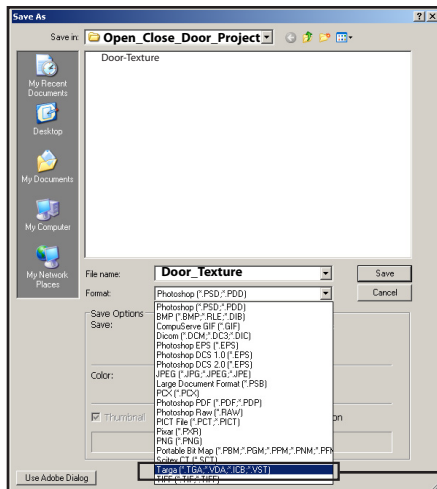 Save As
Save in: Open_Close_Door_Project
Door-Texture
My Recent
Documents
Desktop
My Documents
My Computer
My Network
Places
File name: Door_Texture Save
Format: Photoshop (*.PSD;*.PDD) Cancel
Save Options
Save:
Color:
Thumbnail
Photoshop (*.PSD;*.PDD)
BMP (*.BMP;*.RLE;*.DIB)
CompuServe GIF (*.GIF)
Dicom (*.DCM;*.DC3;*.DIC)
Photoshop EPS (*.EPS)
Photoshop DCS 1.0 (*.EPS)
Photoshop DCS 2.0 (*.EPS)
JPEG (*.JPG;*.JPEG;*.JPE)
Large Document Format (*.PSB)
PCX (*.PCX)
Photoshop PDF (*.PDF;*.PDP)
Photoshop Raw (*.RAW)
PICT File (*.PCT;*.PICT)
Pixar (*.PXR)
PNG (*.PNG)
Portable Bit Map (*.PBM;*.PGM;*.PPM;*.PNM;*.PFM
Scitex CT (*.SCT)
Targa (*.TGA;*.VDA;*.ICB;*.VST)
TIFF (*.TIF;*.TIFF)
Use Adobe Dialog